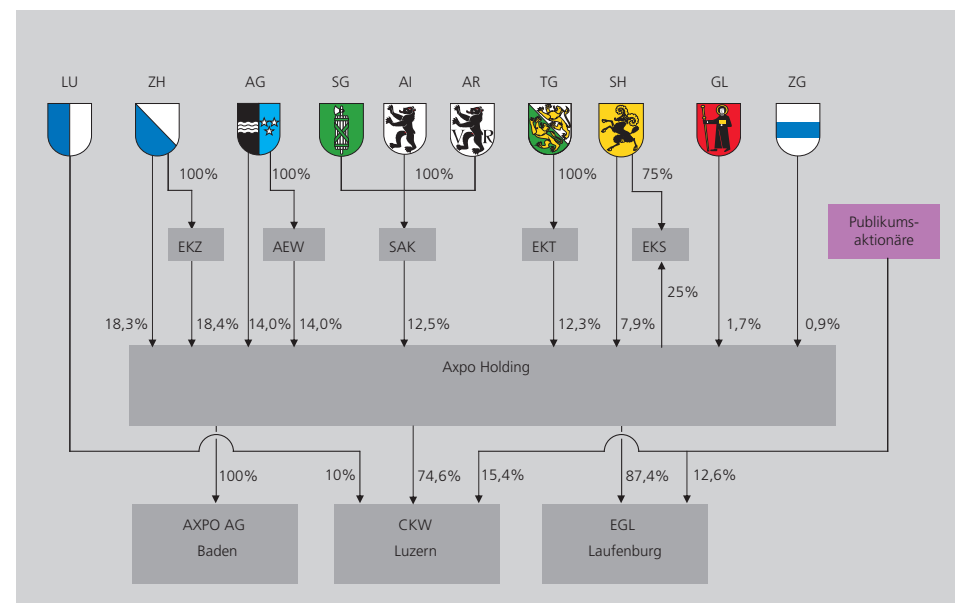 LU ZH AG SG AI AR TG SH GL ZG
V R
100% 100% 100% 100% 75%
Publikums-
aktionäre
EKZ AEW SAK EKT EKS
25%
18,3% 18,4% 14,0% 14,0% 12,5% 12,3% 7,9% 1,7% 0,9%
Axpo Holding
100% 10% 74,6% 15,4% 87,4% 12,6%
AXPO AG CKW EGL
Baden Luzern Laufenburg